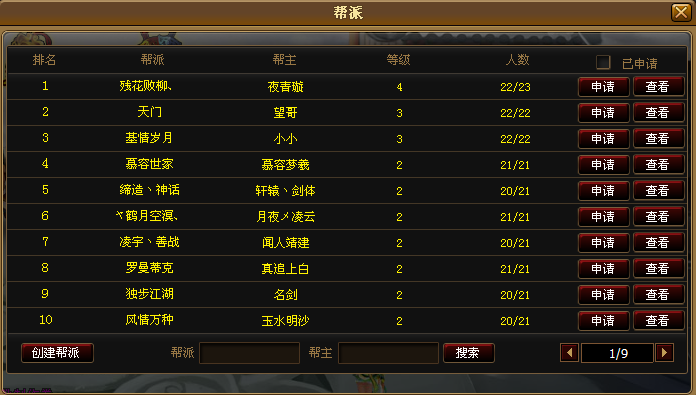 帮派
排名 帮派 帮主 等级 人数 已申请
1 残花败柳、 夜青璇 4 22/23 申请 查看
2 天门 望哥 3 22/22 申请 查看
3 基情岁月 小小 3 22/22 申请 查看
4 慕容世家 慕容梦羲 2 21/21 申请 查看
5 缔造丶神话 轩辕丶剑体 2 20/21 申请 查看
6 ヤ鹤月空溟、 月夜メ凌云 2 21/21 申请 查看
7 凌宇丶善战 闻人靖建 2 20/21 申请 查看
8 罗曼蒂克 真追上白 2 21/21 申请 查看
9 独步江湖 名剑 2 20/21 申请 查看
10 风情万种 玉水明沙 2 20/21 申请 查看
创建帮派 帮派 帮主 搜索 1/9